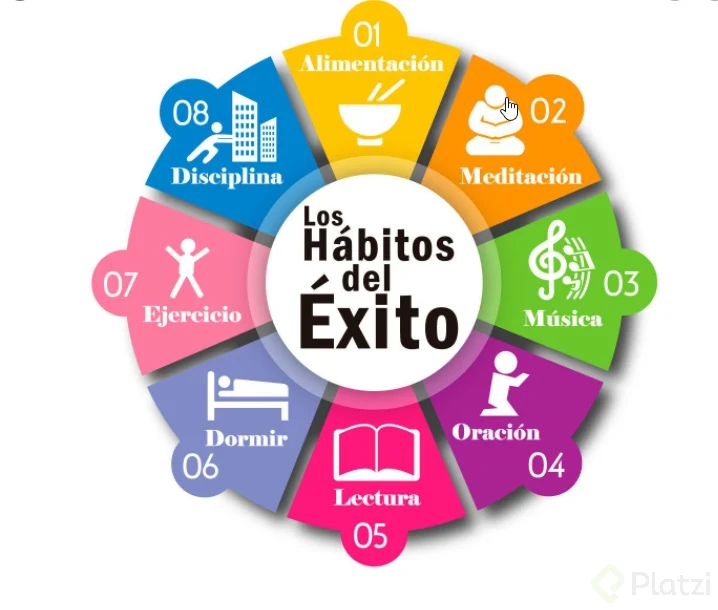 Los
Hábitos
del
Éxito
01
Alimentación
02
Meditación
03
Música
Oración
04
Lectura
05
Dormir
06
07
Ejercicio
08
Disciplina
Platzi